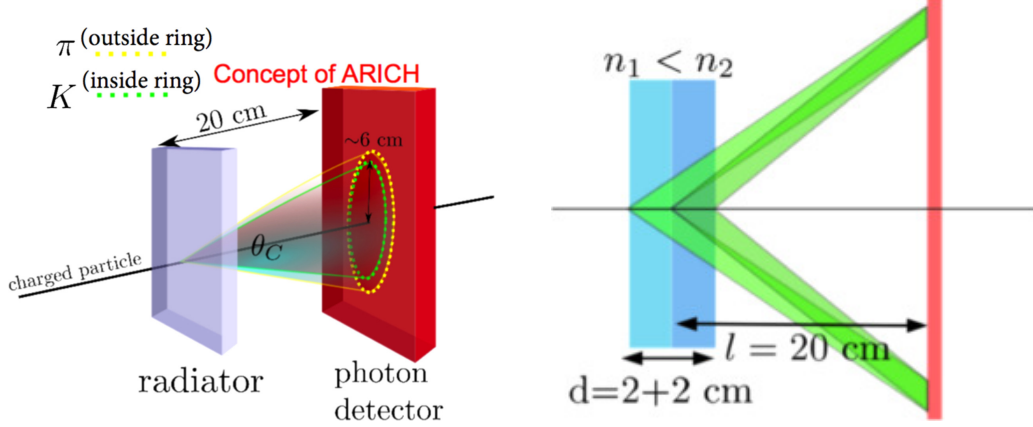 π (outside ring)
K (inside ring)
Concept of ARICH
20 cm
~6 cm
θC
charged particle
radiator
photon
detector
n1 < n2
l = 20 cm
d=2+2 cm